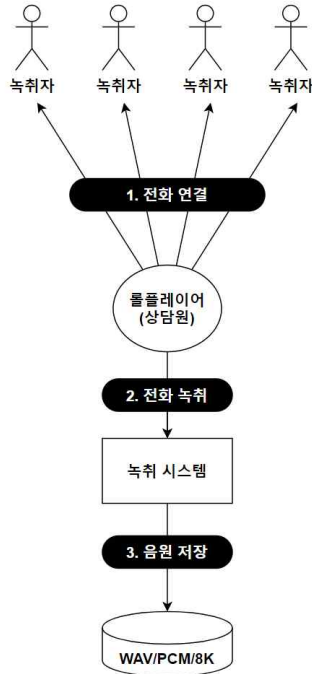 녹취자 녹취자 녹취자 녹취자
1. 전화 연결
롤플레이어
(상담원)
2. 전화 녹취
녹취 시스템
3. 음원 저장
WAV/PCM/8K